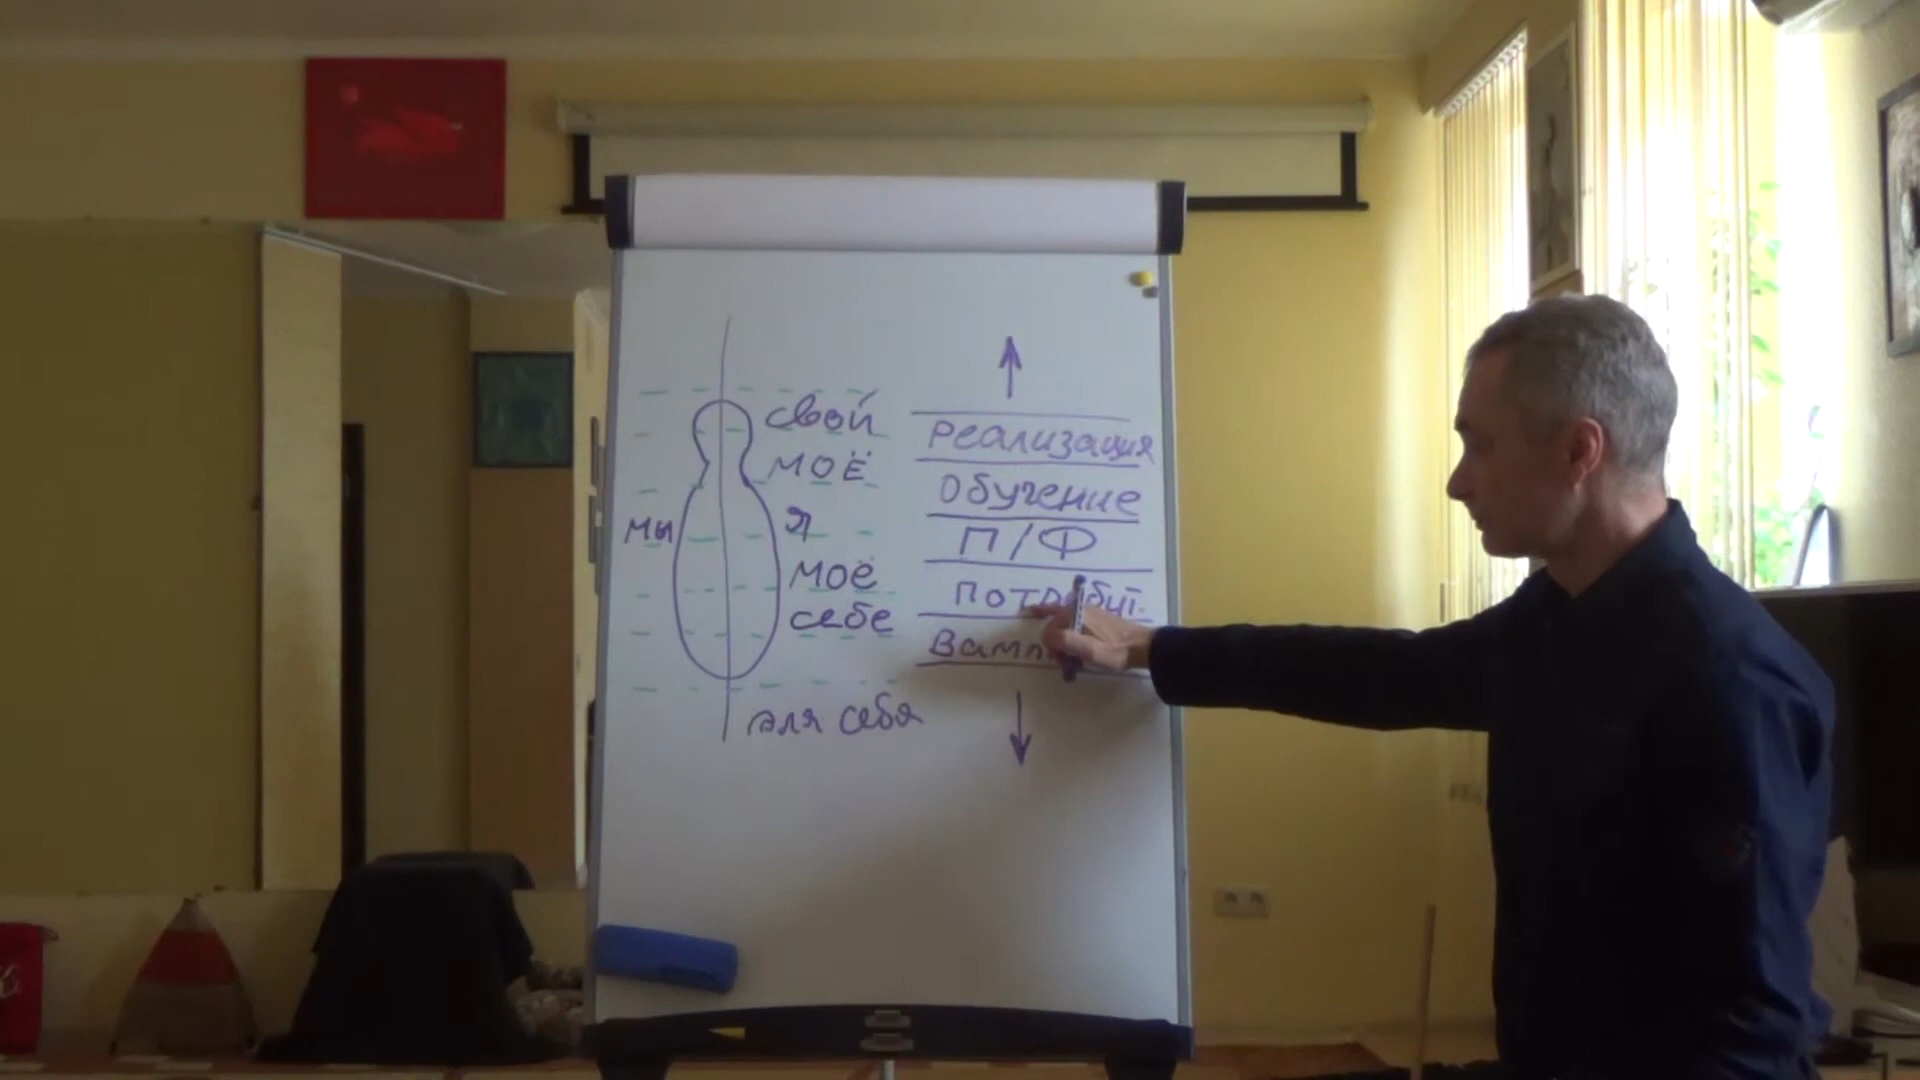 свой
моё
мы
я
моё
себе
для себя
Реализация
Обучение
П/Ф